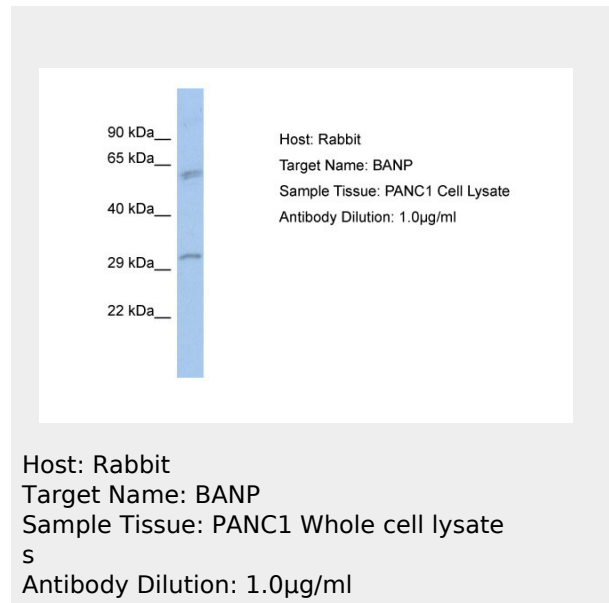 90 kDa__
65 kDa__
40 kDa__
29 kDa__
22 kDa__
Host: Rabbit
Target Name: BANP
Sample Tissue: PANC1 Cell Lysate
Antibody Dilution: 1.0µg/ml
Host: Rabbit
Target Name: BANP
Sample Tissue: PANC1 Whole cell lysate
s
Antibody Dilution: 1.0µg/ml